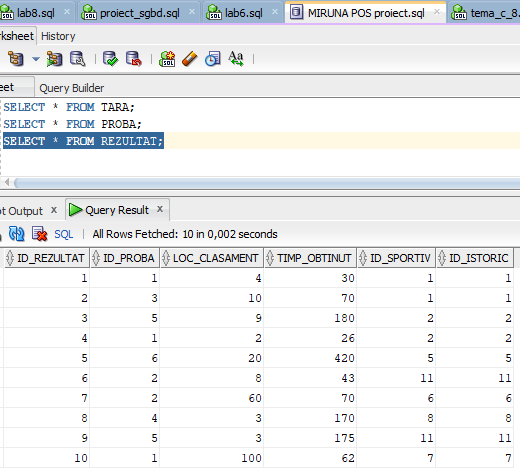 lab8.sql proiect_sgbd.sql lab6.sql MIRUNA POS proiect.sql tema_c_8.
rksheet History
SQL Aa
eet Query Builder
SELECT * FROM TARA;
SELECT * FROM PROBA;
SELECT * FROM REZULTAT;
pt Output x Query Result x
SQL All Rows Fetched: 10 in 0,002 seconds
ID_REZULTAT ID_PROBA LOC_CLASAMENT TIMP_OBTINUT ID_SPORTIV ID_ISTORIC
1 1 4 30 1 1
2 3 10 70 1 1
3 5 9 180 2 2
4 1 2 26 2 2
5 6 20 420 5 5
6 2 8 43 11 11
7 2 60 70 6 6
8 4 3 170 8 8
9 5 3 175 11 11
10 1 100 62 7 7